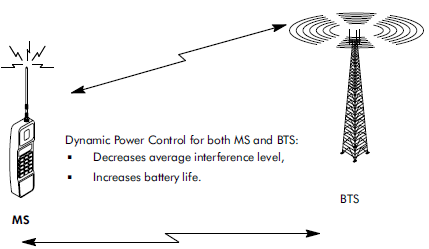 Dynamic Power Control for both MS and BTS:
▪ Decreases average interference level,
▪ Increases battery life.
BTS
MS